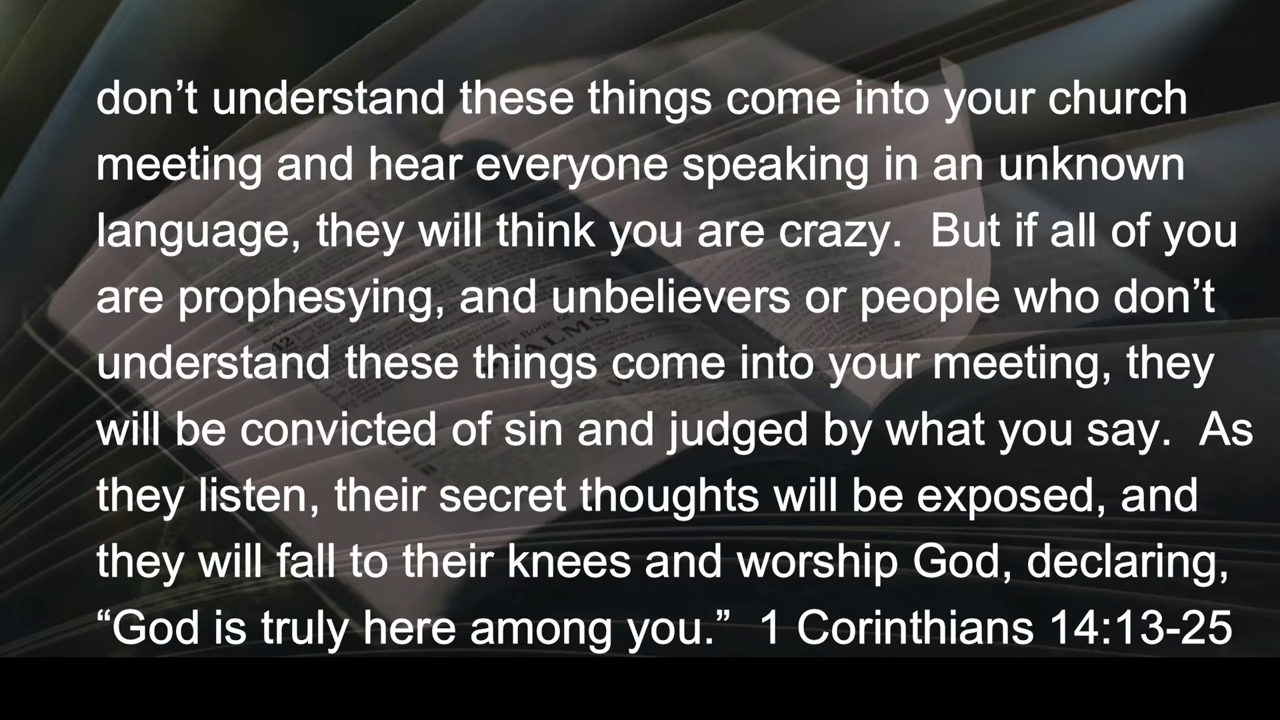 don’t understand these things come into your church
meeting and hear everyone speaking in an unknown
language, they will think you are crazy.  But if all of you
are prophesying, and unbelievers or people who don’t
understand these things come into your meeting, they
will be convicted of sin and judged by what you say.  As
they listen, their secret thoughts will be exposed, and
they will fall to their knees and worship God, declaring,
“God is truly here among you.”  1 Corinthians 14:13-25
Book
PSALMS
42